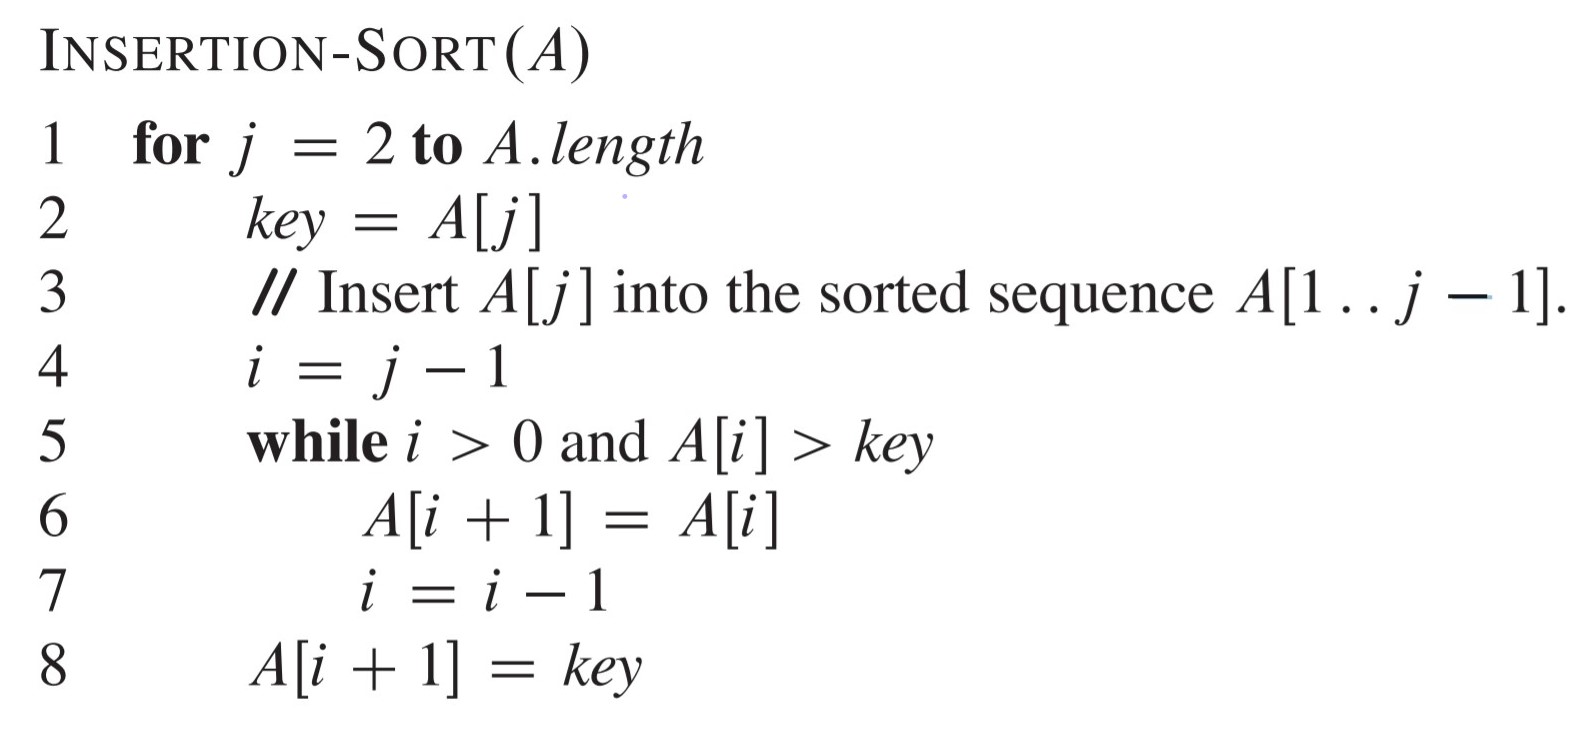 INSERTION-SORT(A)
1 for j = 2 to A.length
2 key = A[j]
3 // Insert A[j] into the sorted sequence A[1 . . j − 1].
4 i = j − 1
5 while i > 0 and A[i] > key
6 A[i + 1] = A[i]
7 i = i − 1
8 A[i + 1] = key